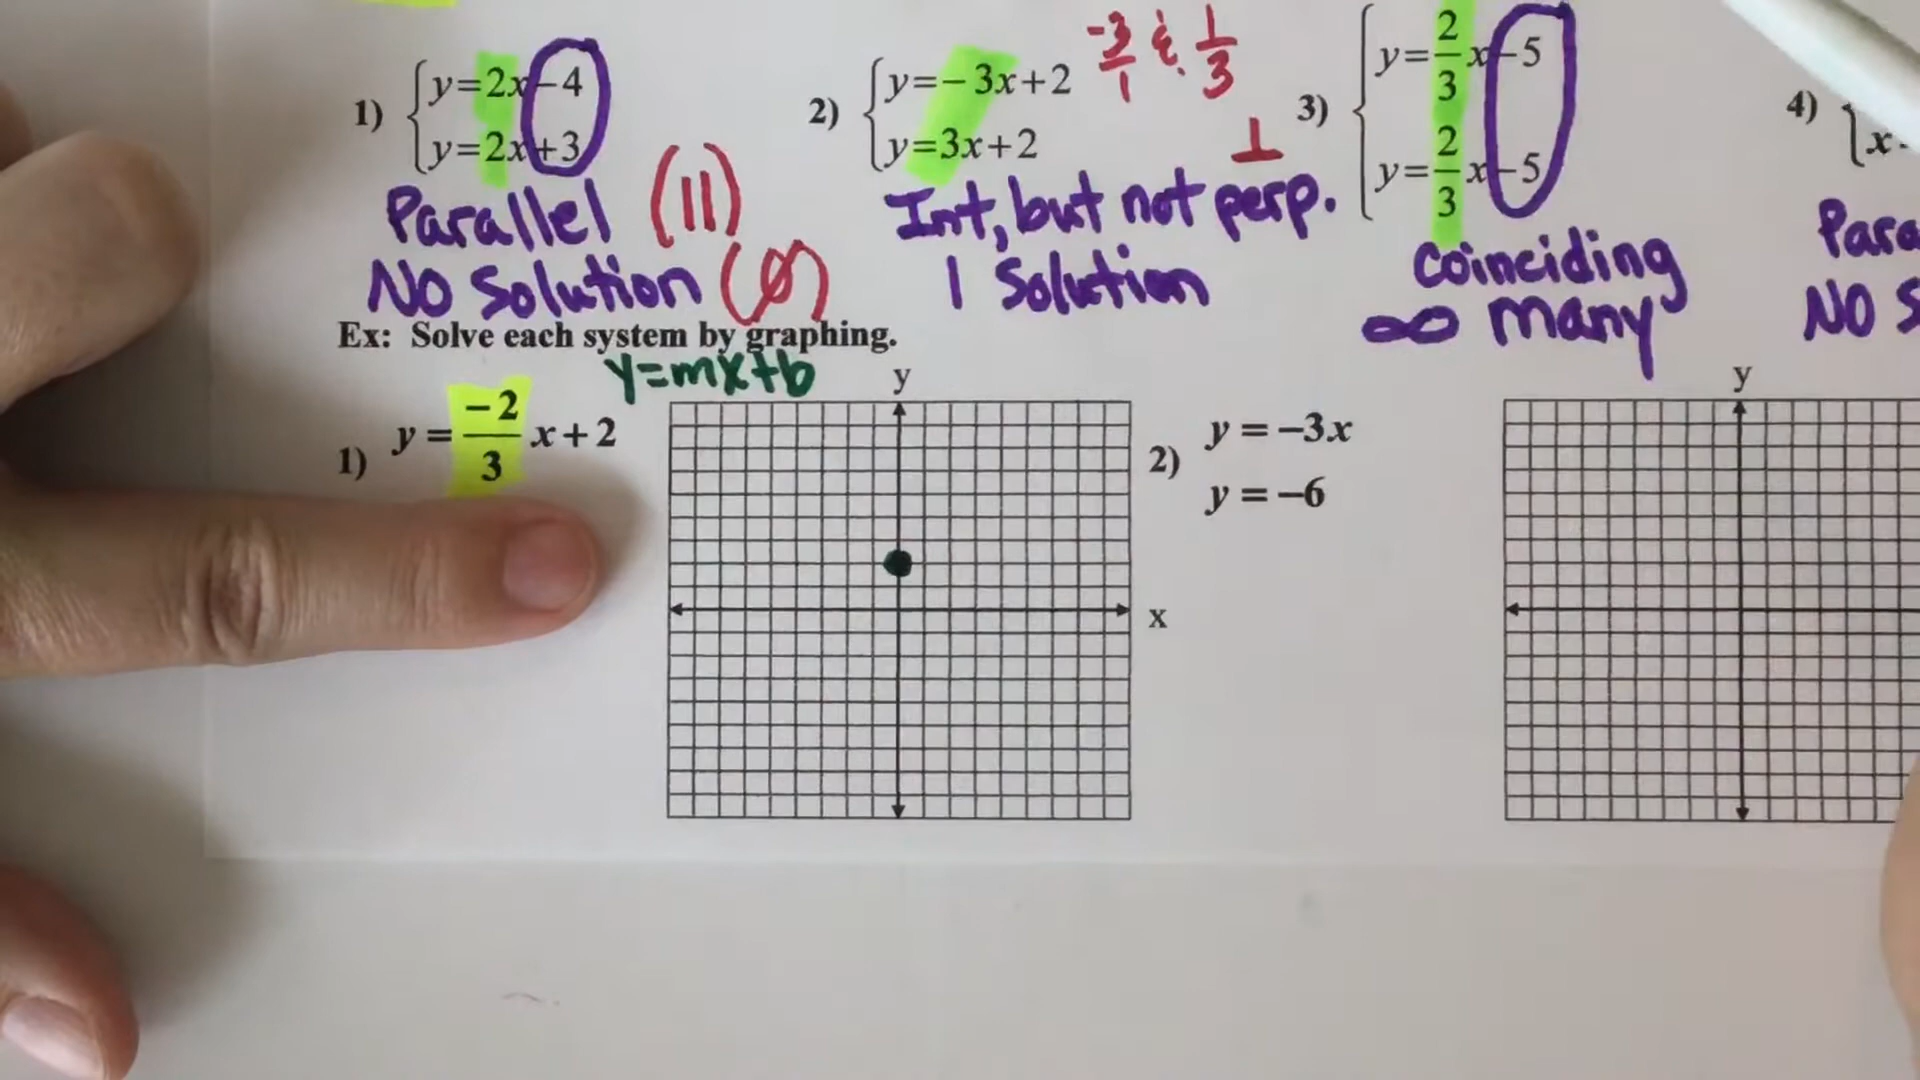 1) y=2x-4
y=2x+3
Parallel (||)
No Solution (∅)
2) y=-3x+2
y=3x+2
-3/1 & 1/3
⊥
Int, but not perp.
1 Solution
3) y=2/3x-5
y=2/3x-5
Coinciding
∞ many
4) x-
Para
No S
Ex: Solve each system by graphing.
y=mx+b
1) y = -2/3 x + 2
y
x
2) y = -3x
y = -6
y